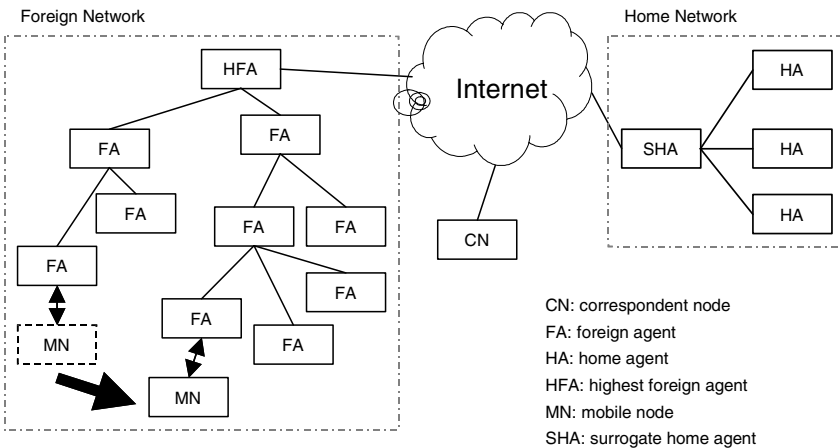 Foreign Network
Home Network
HFA
Internet
HA
FA
FA
SHA
HA
FA
HA
FA
FA
CN
FA
FA
FA
FA
MN
MN
CN: correspondent node
FA: foreign agent
HA: home agent
HFA: highest foreign agent
MN: mobile node
SHA: surrogate home agent